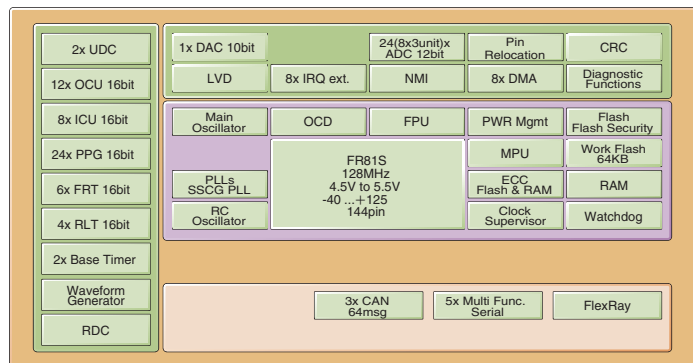 2x UDC
12x OCU 16bit
8x ICU 16bit
24x PPG 16bit
6x FRT 16bit
4x RLT 16bit
2x Base Timer
Waveform
Generator
RDC
1x DAC 10bit
24(8x3unit)x
ADC 12bit
Pin
Relocation
CRC
LVD
8x IRQ ext.
NMI
8x DMA
Diagnostic
Functions
Main
Oscillator
OCD
FPU
PWR Mgmt
Flash
Flash Security
FR81S
128MHz
4.5V to 5.5V
-40 ...+125
144pin
MPU
Work Flash
64KB
PLLs
SSCG PLL
ECC
Flash & RAM
RAM
RC
Oscillator
Clock
Supervisor
Watchdog
3x CAN
64msg
5x Multi Func.
Serial
FlexRay